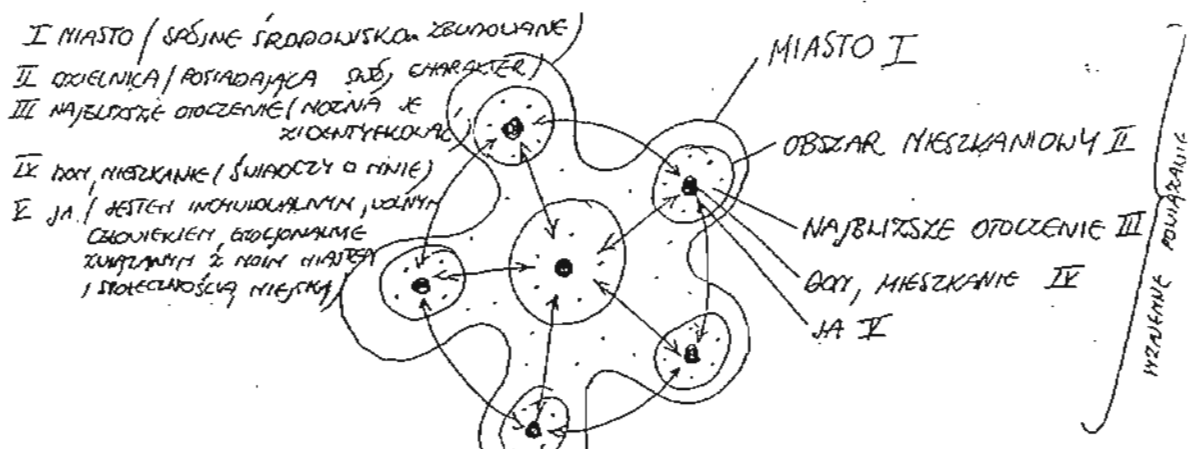 I MIASTO / SPÓJNE ŚRODOWISKO ZBUDOWANE /
II DZIELNICA / POSIADAJĄCA SWÓJ CHARAKTER /
III NAJBLIŻSZE OTOCZENIE / MOŻNA JE
ZIDENTYFIKOWAĆ /
IV DOM, MIESZKANIE / ŚWIADCZY O MNIE /
V JA / JESTEM INDYWIDUALNYM, WOLNYM
CZŁOWIEKIEM, EMOCJONALNIE
ZWIĄZANYM Z MOIM MIASTEM
I SPOŁECZNOŚCIĄ MIEJSKĄ /
MIASTO I
OBSZAR MIESZKANIOWY II
NAJBLIŻSZE OTOCZENIE III
DOM, MIESZKANIE IV
JA V
WZAJEMNE POWIĄZANIE